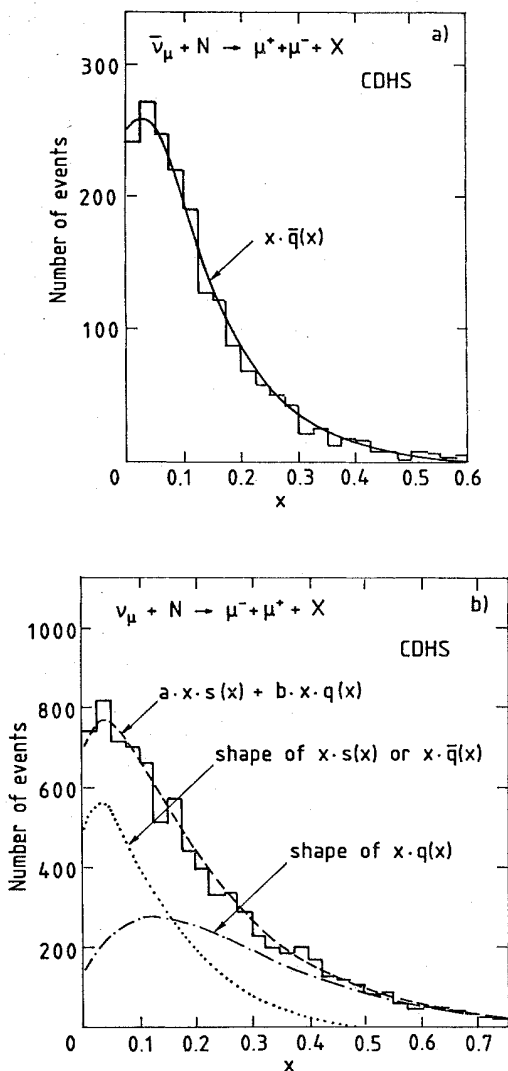 a)
ν̄μ + N → μ⁺ + μ⁻ + X
CDHS
300
200
100
Number of events
x · q̄(x)
0 0.1 0.2 0.3 0.4 0.5 0.6
x
b)
νμ + N → μ⁻ + μ⁺ + X
CDHS
1000
800
600
400
200
Number of events
a · x · s(x) + b · x · q(x)
shape of x · s(x) or x · q̄(x)
shape of x · q(x)
0 0.1 0.2 0.3 0.4 0.5 0.6 0.7
x